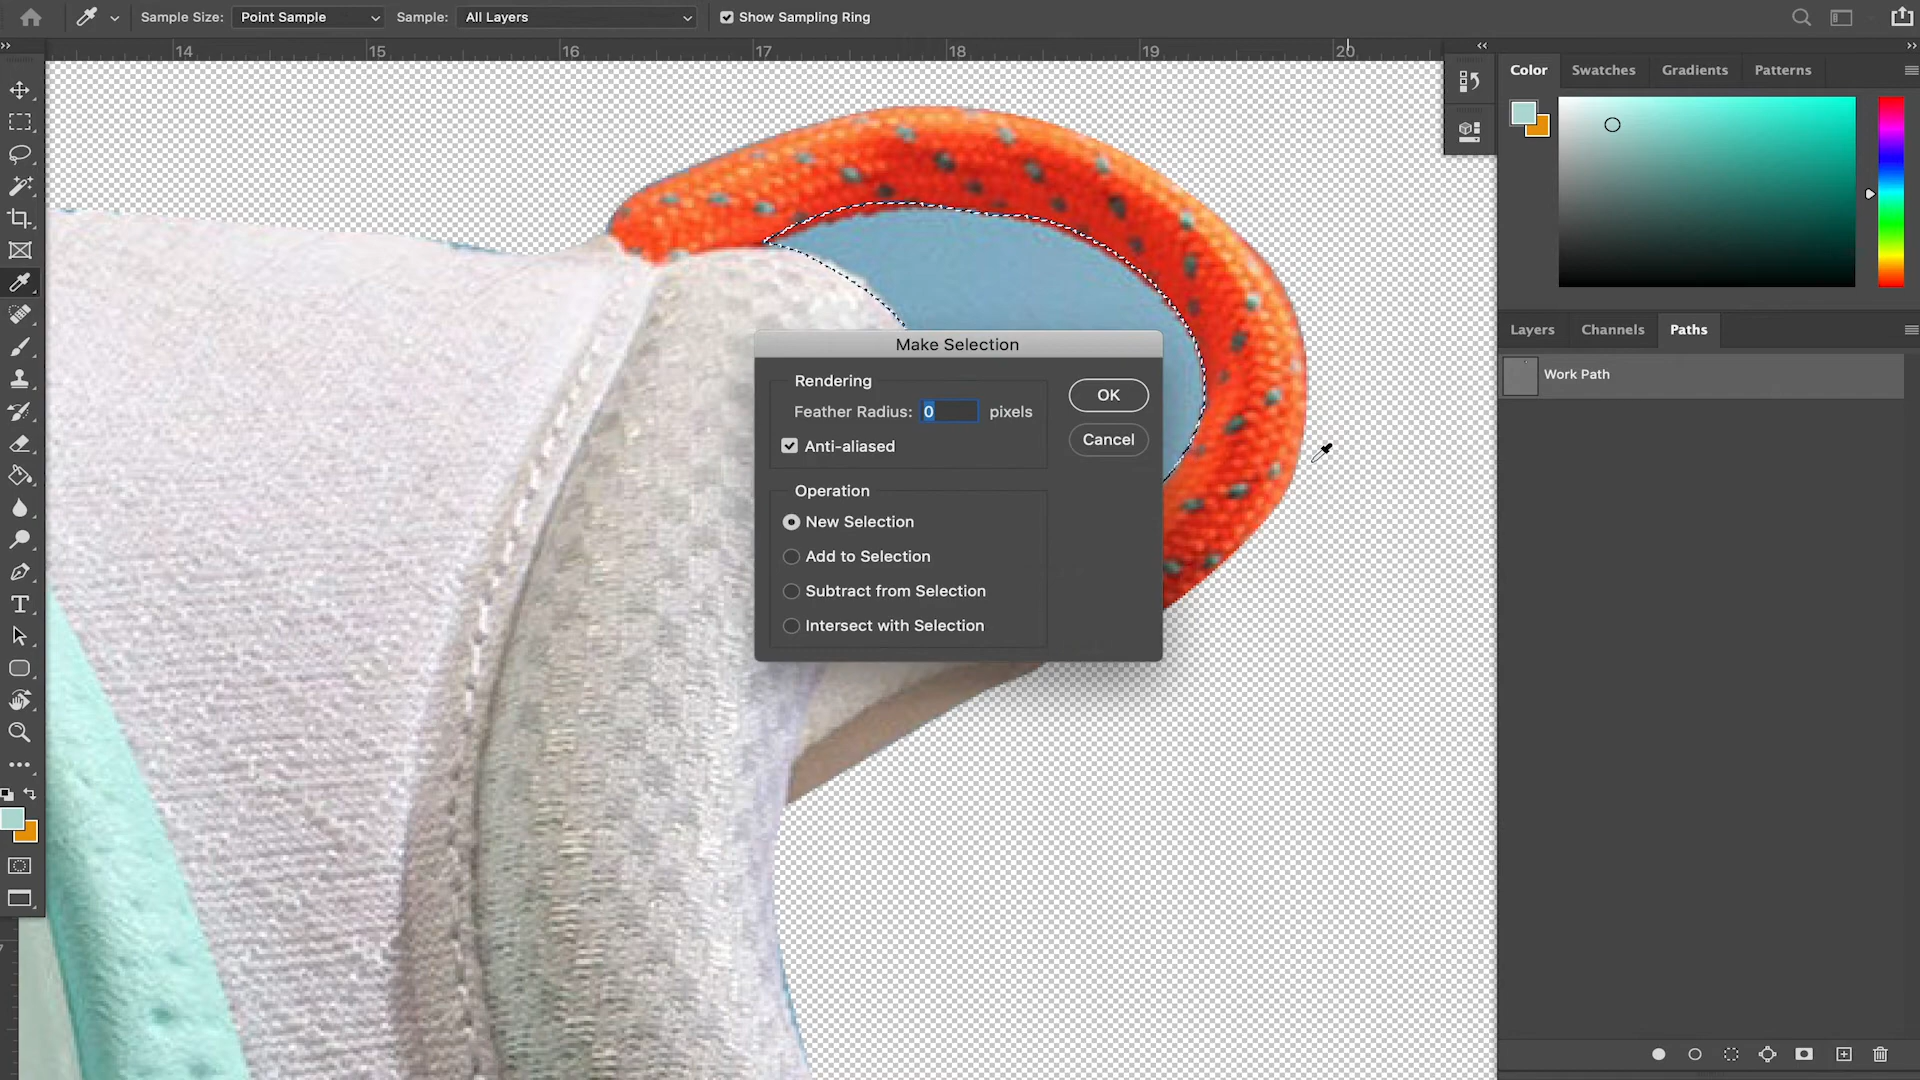 Sample Size: Point Sample Sample: All Layers Show Sampling Ring
14 15 16 17 18 19 20
Color Swatches Gradients Patterns
Layers Channels Paths
Work Path
Make Selection
Rendering
Feather Radius: 0 pixels
Anti-aliased
OK
Cancel
Operation
New Selection
Add to Selection
Subtract from Selection
Intersect with Selection